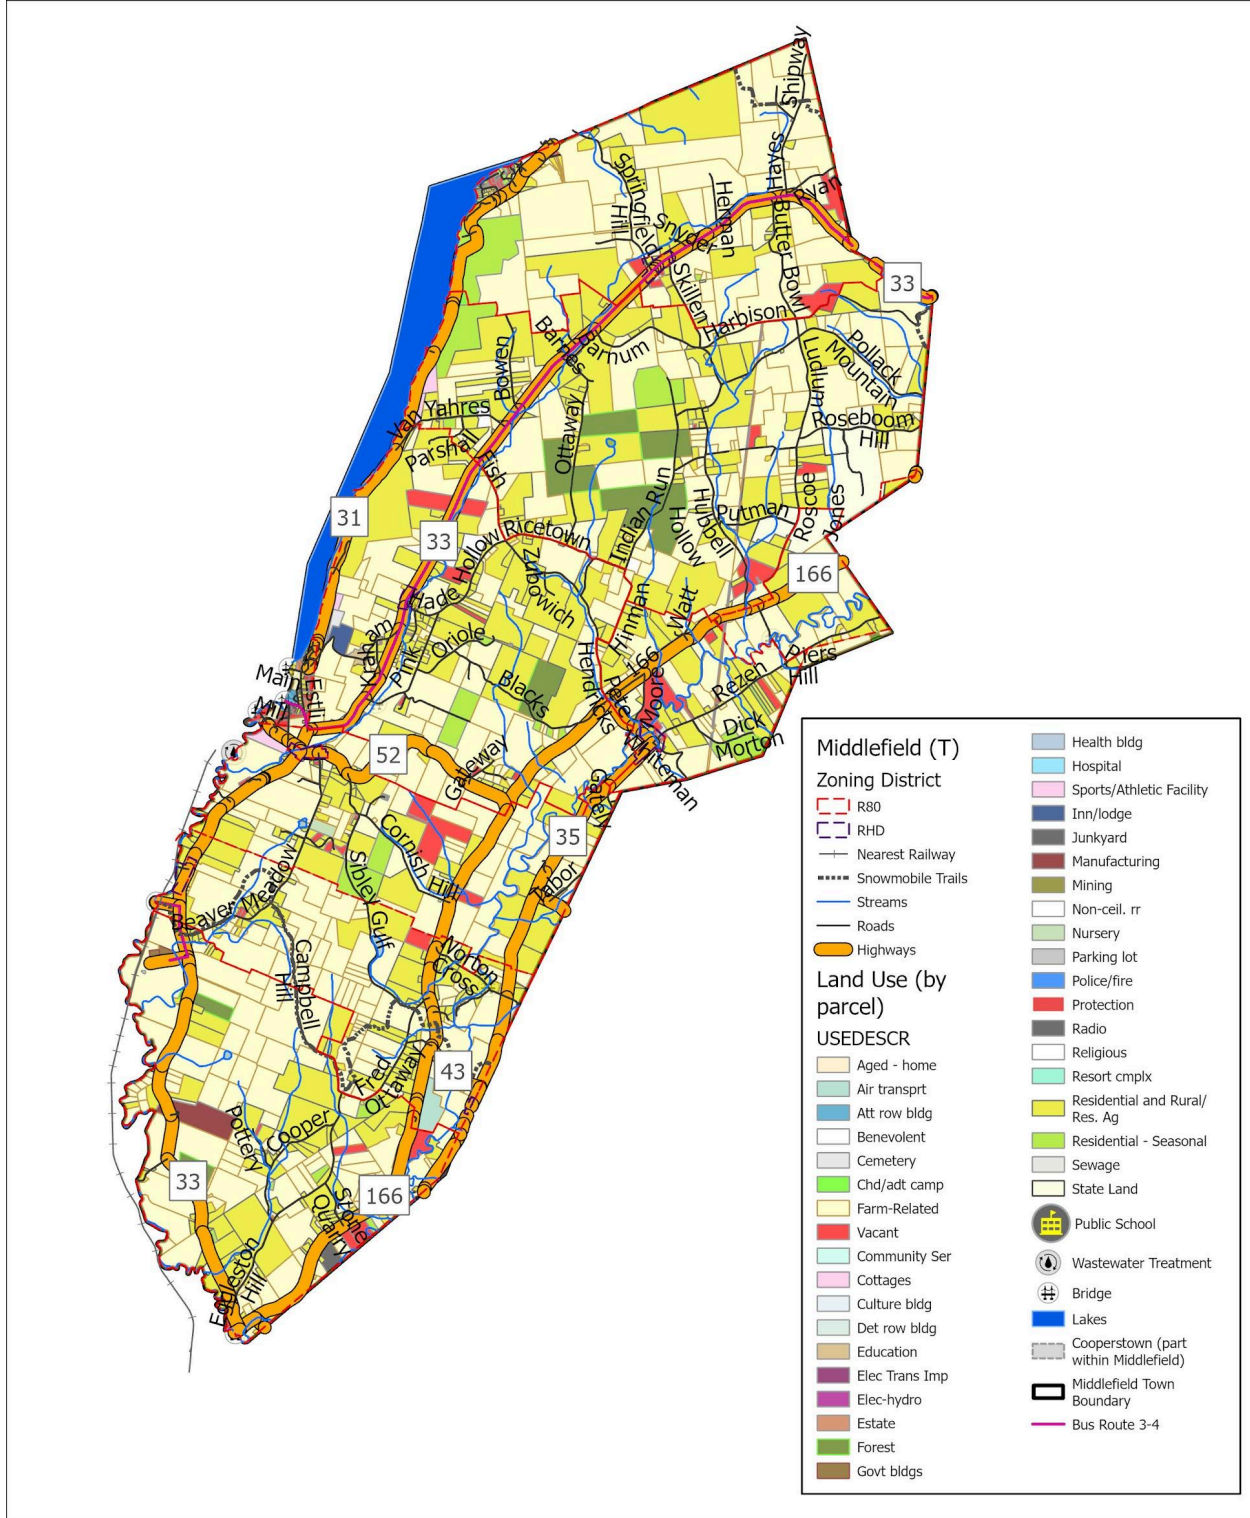 Shipway
Hayes
Ryan
Springfield
Hill
Herman
Snyder
Butter Bowl
Skillen
33
Harbison
Barnes
Barnum
Bowen
Ludlum
Pollack
Mountain
Van Yahres
Roseboom
Hill
Parshall
Ottaway
Fish
31
33
Ricetown
Indian Run
Hubbell
Hollow
Putman
Roscoe
Jones
Hade Hollow
Zubowich
166
Hinman
Watt
Oriole
Pink
Main
Mill
Estli
Blacks
Hendricks
166
Pete
Moore
Rezen
Piers
Hill
Dick
Morton
52
Gateway
Whiteman
Gately
35
Cornish Hill
Sibley Gulf
Tabor
Beaver Meadow
Campbell
Hill
Norton
Cross
Fred
Ottaway
43
Cooper
Pottery
33
166
Stone
Quarry
Eggleston
Hill
Middlefield (T)
Zoning District
R80
RHD
Nearest Railway
Snowmobile Trails
Streams
Roads
Highways
Land Use (by
parcel)
USEDESCR
Aged - home
Air transprt
Att row bldg
Benevolent
Cemetery
Chd/adt camp
Farm-Related
Vacant
Community Ser
Cottages
Culture bldg
Det row bldg
Education
Elec Trans Imp
Elec-hydro
Estate
Forest
Govt bldgs
Health bldg
Hospital
Sports/Athletic Facility
Inn/lodge
Junkyard
Manufacturing
Mining
Non-ceil. rr
Nursery
Parking lot
Police/fire
Protection
Radio
Religious
Resort cmplx
Residential and Rural/
Res. Ag
Residential - Seasonal
Sewage
State Land
Public School
Wastewater Treatment
Bridge
Lakes
Cooperstown (part
within Middlefield)
Middlefield Town
Boundary
Bus Route 3-4